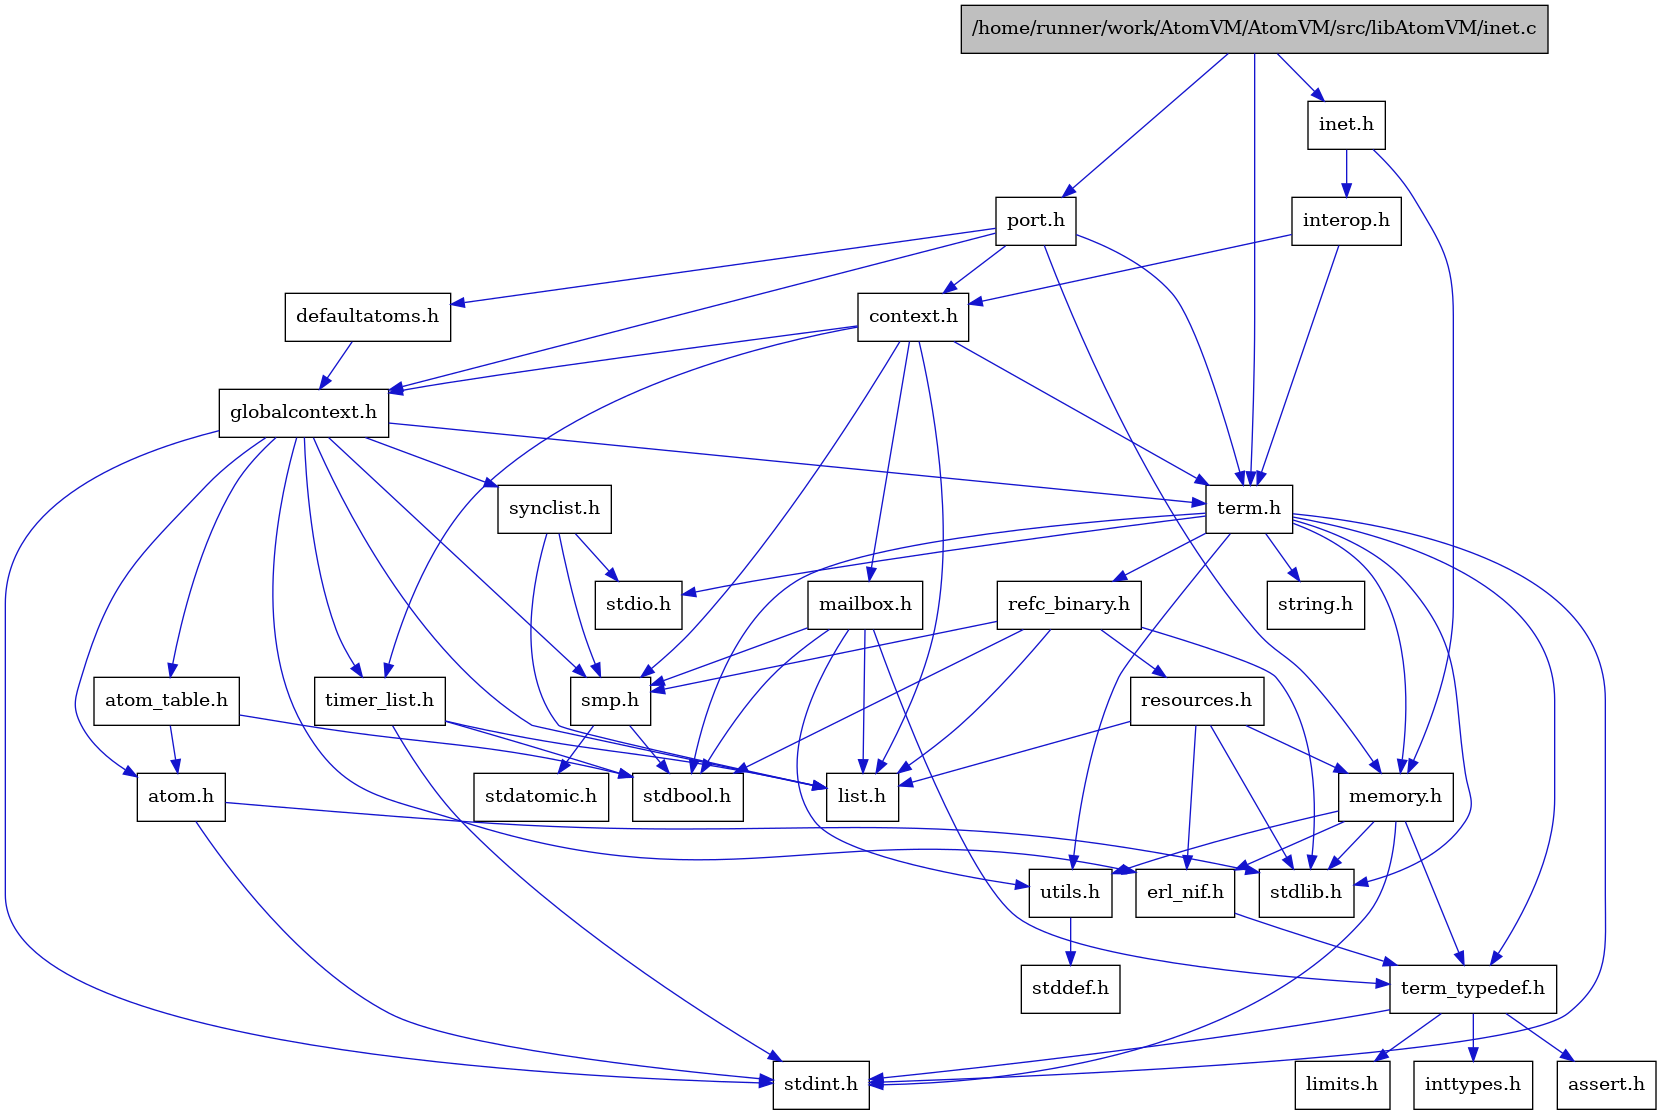 /home/runner/work/AtomVM/AtomVM/src/libAtomVM/inet.c
inet.h
port.h
interop.h
defaultatoms.h
context.h
globalcontext.h
synclist.h
term.h
stdio.h
mailbox.h
refc_binary.h
string.h
atom_table.h
timer_list.h
smp.h
resources.h
atom.h
stdatomic.h
stdbool.h
list.h
memory.h
utils.h
erl_nif.h
stdlib.h
stddef.h
term_typedef.h
stdint.h
limits.h
inttypes.h
assert.h